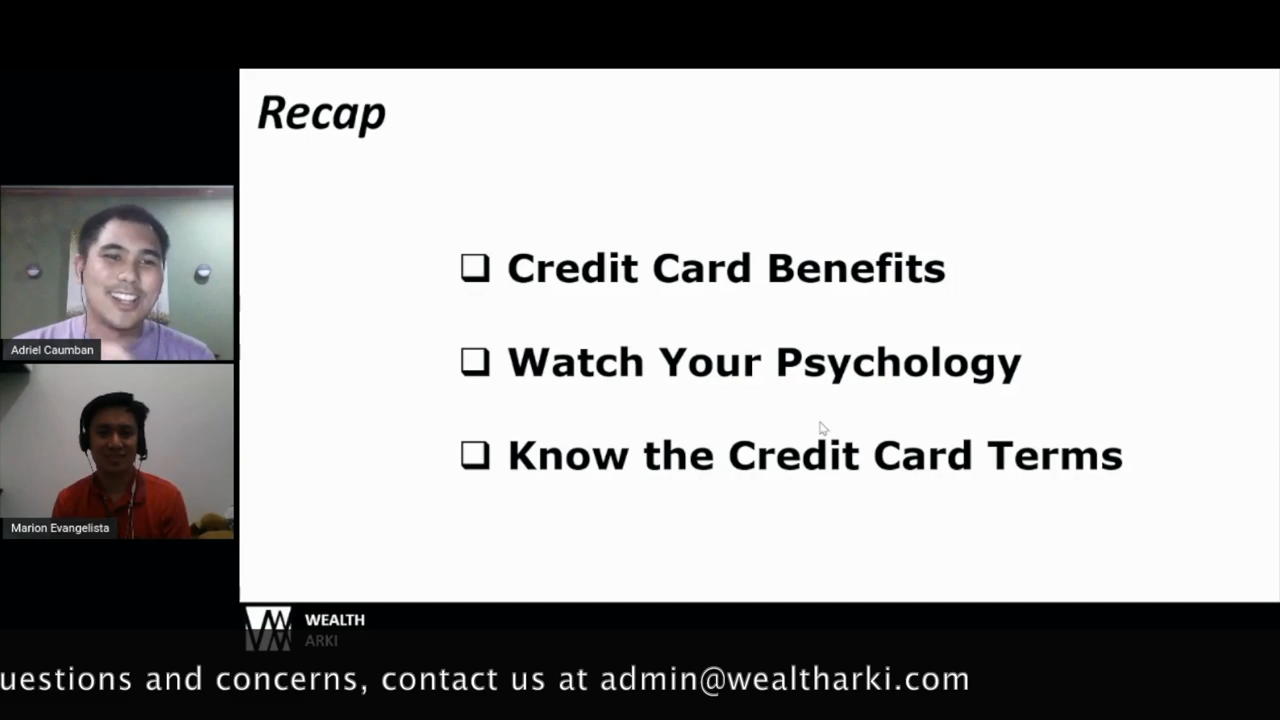 Recap
❑ Credit Card Benefits
❑ Watch Your Psychology
❑ Know the Credit Card Terms
Adriel Caumban
Marion Evangelista
WEALTH
ARKI
uestions and concerns, contact us at admin@wealtharki.com